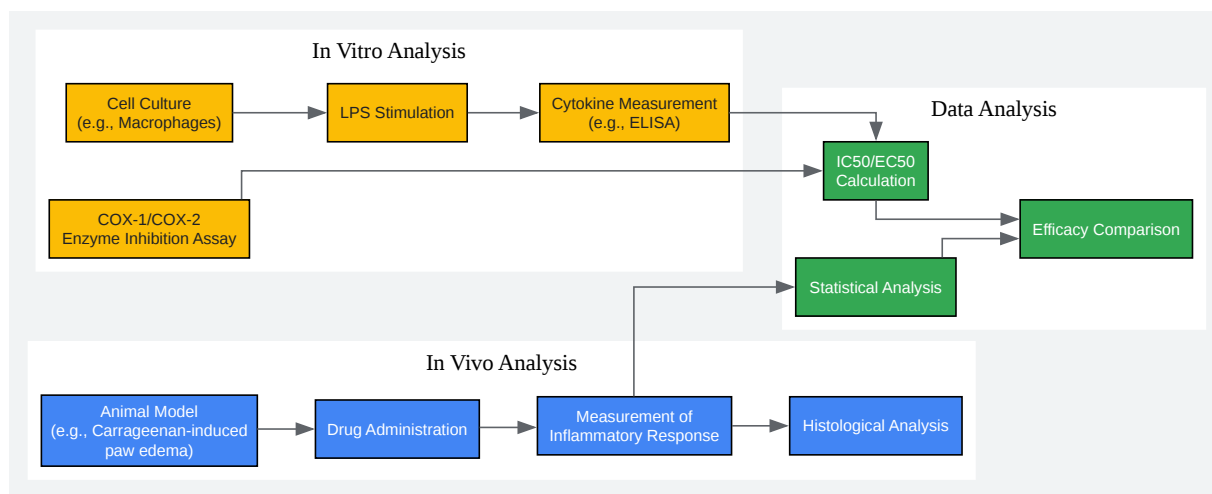 In Vitro Analysis
Cell Culture
(e.g., Macrophages)
LPS Stimulation
Cytokine Measurement
(e.g., ELISA)
COX-1/COX-2
Enzyme Inhibition Assay
Data Analysis
IC50/EC50
Calculation
Efficacy Comparison
Statistical Analysis
In Vivo Analysis
Animal Model
(e.g., Carrageenan-induced
paw edema)
Drug Administration
Measurement of
Inflammatory Response
Histological Analysis